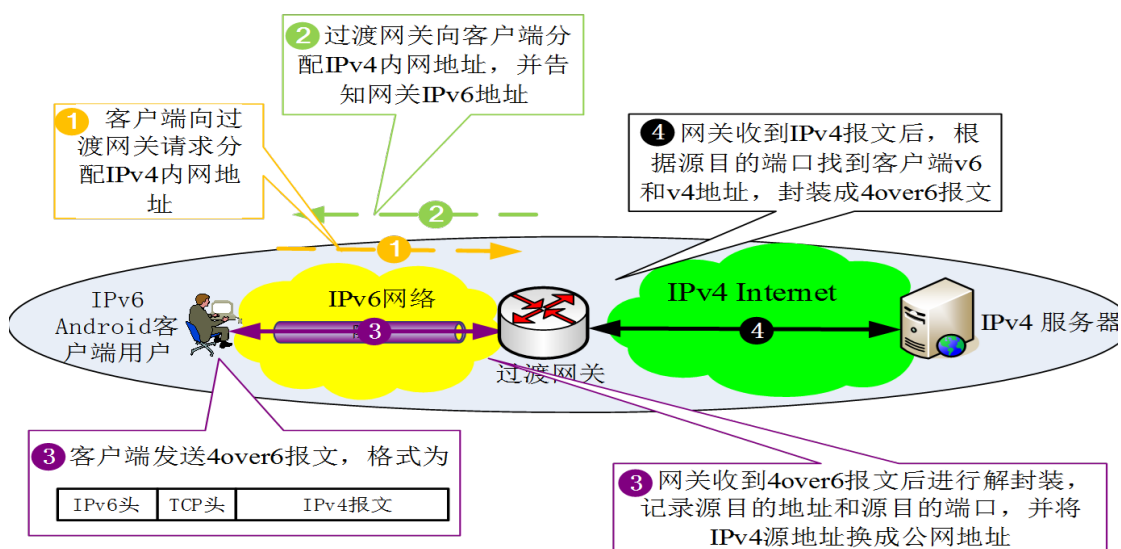 2 过渡网关向客户端分
配IPv4内网地址，并告
知网关IPv6地址
1 客户端向过
渡网关请求分
配IPv4内网地
址
4 网关收到IPv4报文后，根
据源目的端口找到客户端v6
和v4地址，封装成4over6报文
2
1
IPv6
Android客
户端用户
IPv6网络
3
过渡网关
IPv4 Internet
4
IPv4 服务器
3 客户端发送4over6报文，格式为
IPv6头 TCP头 IPv4报文
3 网关收到4over6报文后进行解封装，
记录源目的地址和源目的端口，并将
IPv4源地址换成公网地址